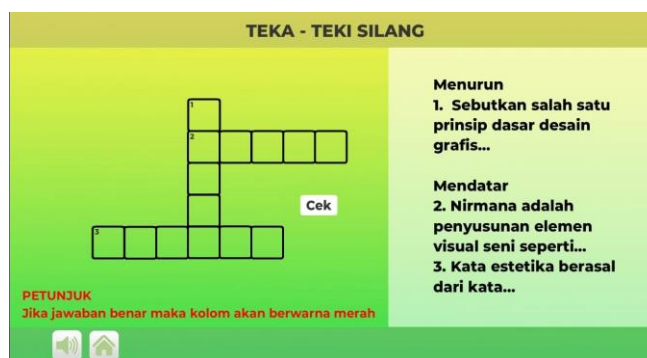 TEKA - TEKI SILANG
1
2
3
Cek
PETUNJUK
Jika jawaban benar maka kolom akan berwarna merah
Menurun
1. Sebutkan salah satu
prinsip dasar desain
grafis...
Mendatar
2. Nirmana adalah
penyusunan elemen
visual seni seperti...
3. Kata estetika berasal
dari kata...